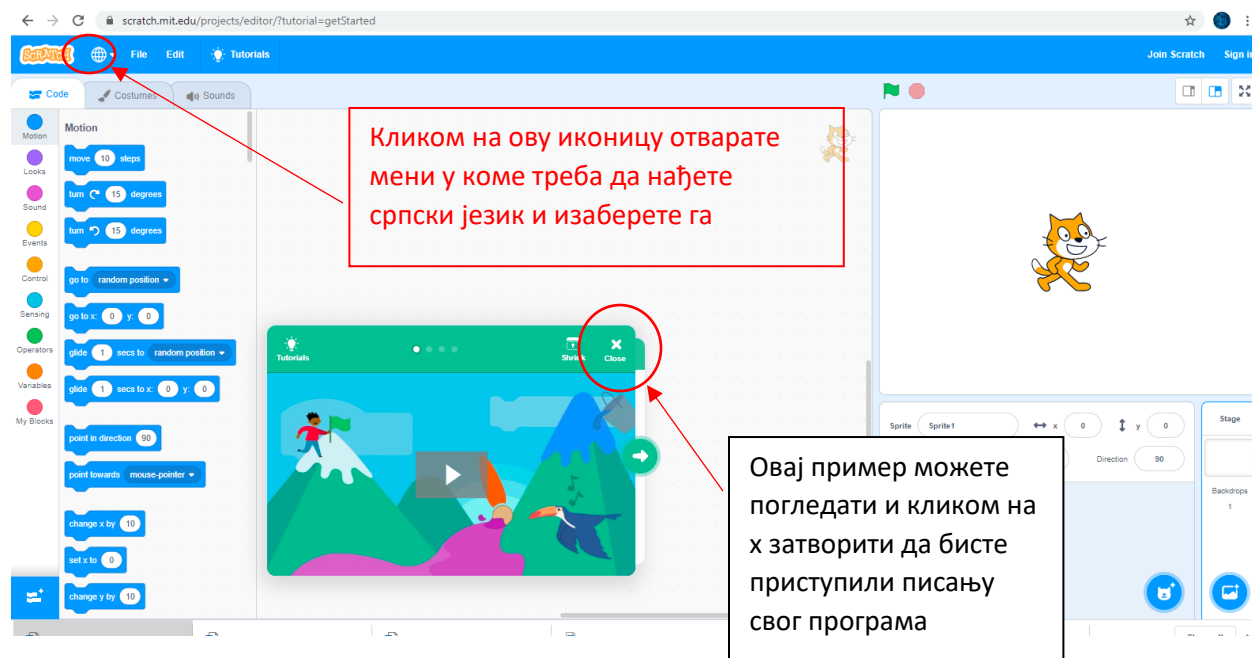 scratch.mit.edu/projects/editor/?tutorial=getStarted
SCRATCH File Edit Tutorials Join Scratch Sign in
Code Costumes Sounds
Motion
Looks
Sound
Events
Control
Sensing
Operators
Variables
My Blocks
Motion
move 10 steps
turn 15 degrees
turn 15 degrees
go to random position
go to x: 0 y: 0
glide 1 secs to random position
glide 1 secs to x: 0 y: 0
point in direction 90
point towards mouse-pointer
change x by 10
set x to 0
change y by 10
Кликом на ову иконицу отварате
мени у коме треба да нађете
српски језик и изаберете га
Tutorials Shrink Close
Sprite Sprite1 x 0 y 0
Direction 90
Stage
Backdrops
1
Овај пример можете
погледати и кликом на
х затворити да бисте
приступили писању
свог програма